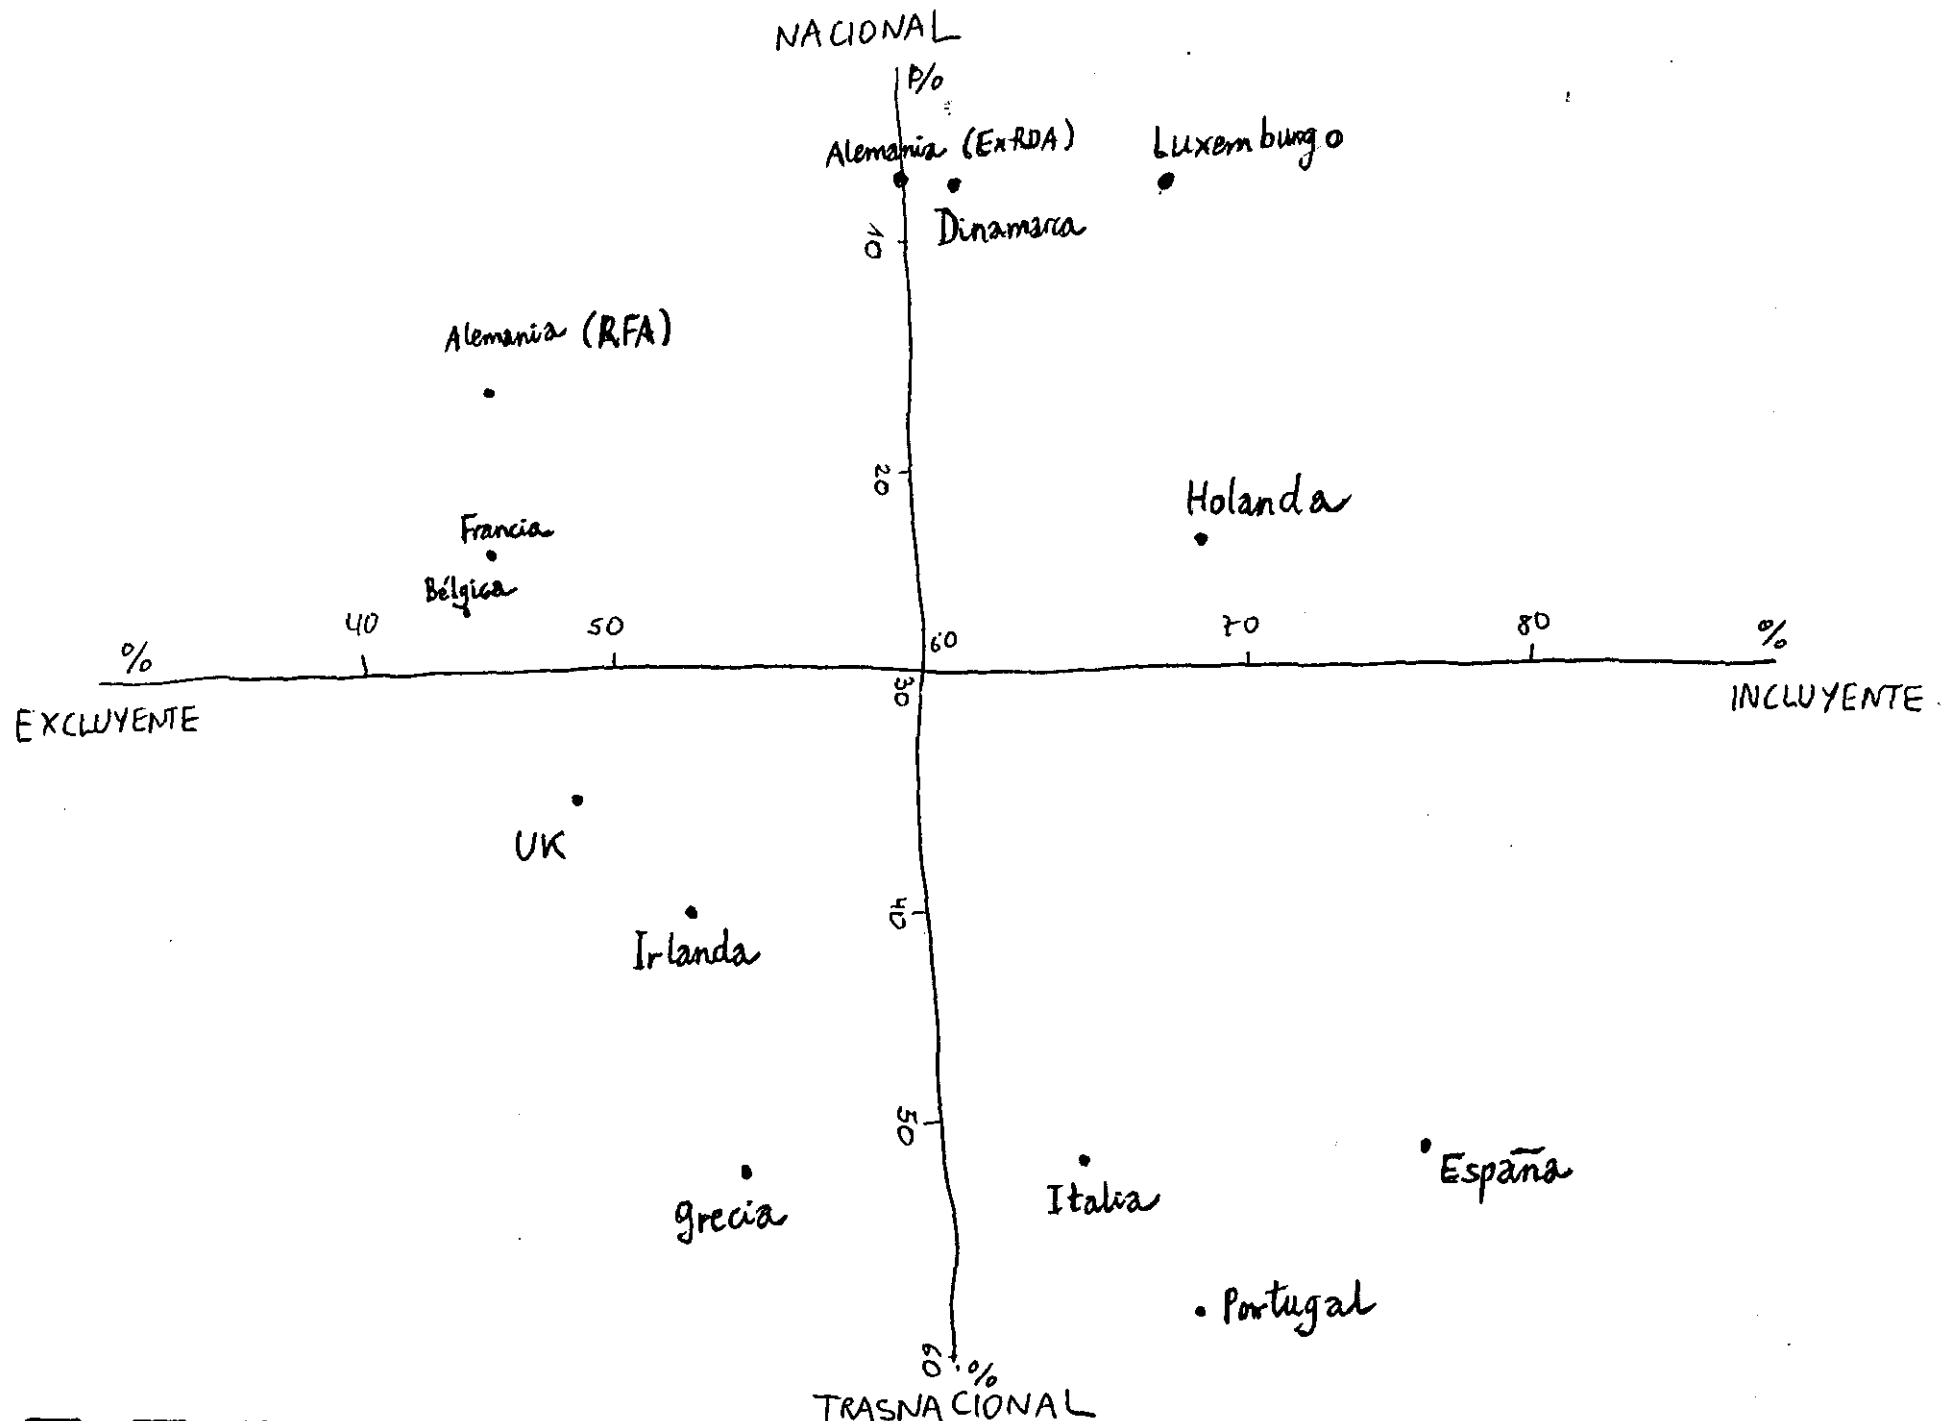 NACIONAL
%
Alemania (ExRDA)
Luxemburgo
Dinamarca
10
Alemania (RFA)
20
Holanda
Francia
Bélgica
40
50
60
70
80
%
%
30
EXCLUYENTE
INCLUYENTE
UK
40
Irlanda
50
España
Italia
Grecia
Portugal
60 %
TRASNACIONAL